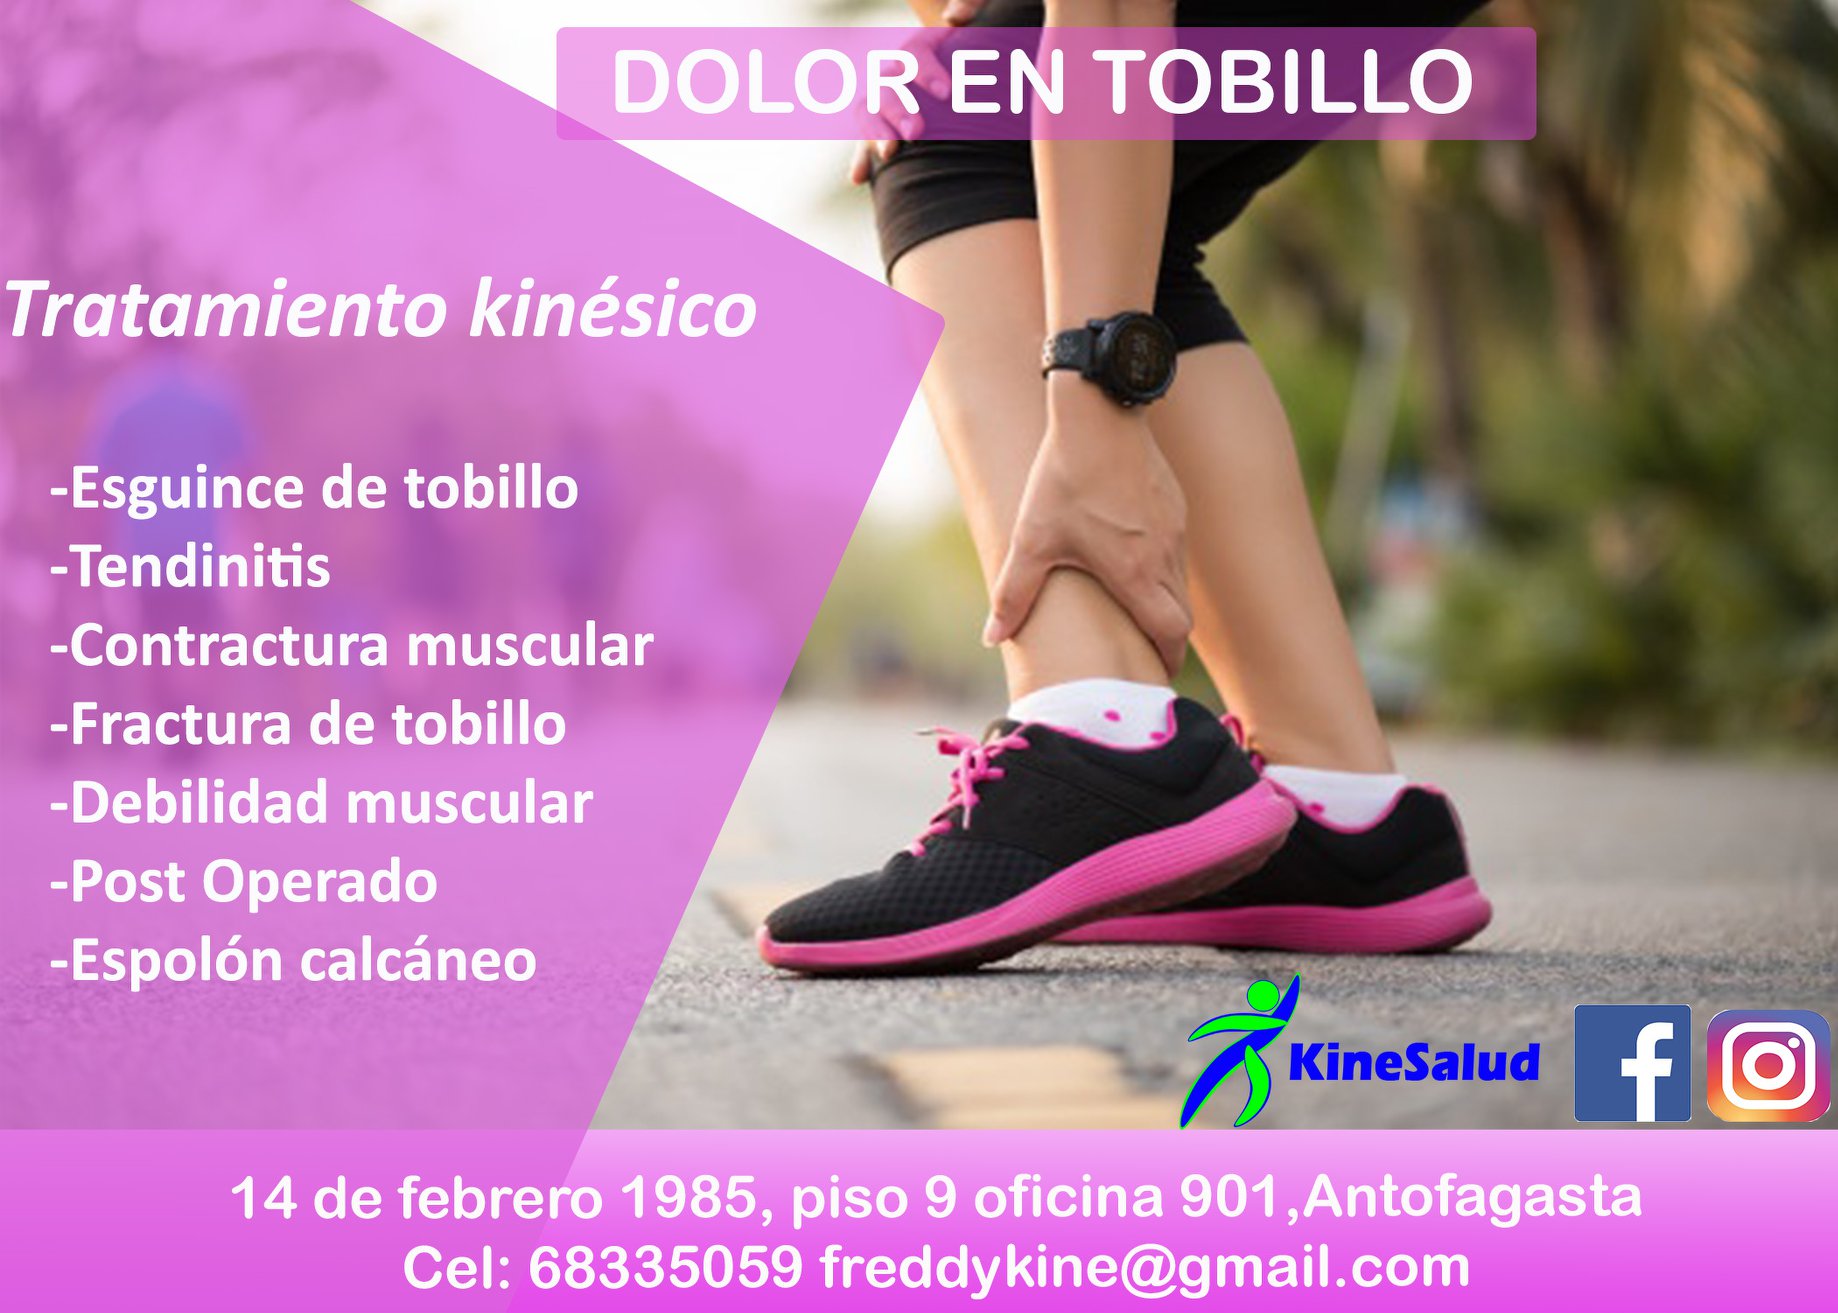 DOLOR EN TOBILLO
Tratamiento kinésico
-Esguince de tobillo
-Tendinitis
-Contractura muscular
-Fractura de tobillo
-Debilidad muscular
-Post Operado
-Espolón calcáneo
KineSalud
14 de febrero 1985, piso 9 oficina 901,Antofagasta
Cel: 68335059 freddykine@gmail.com